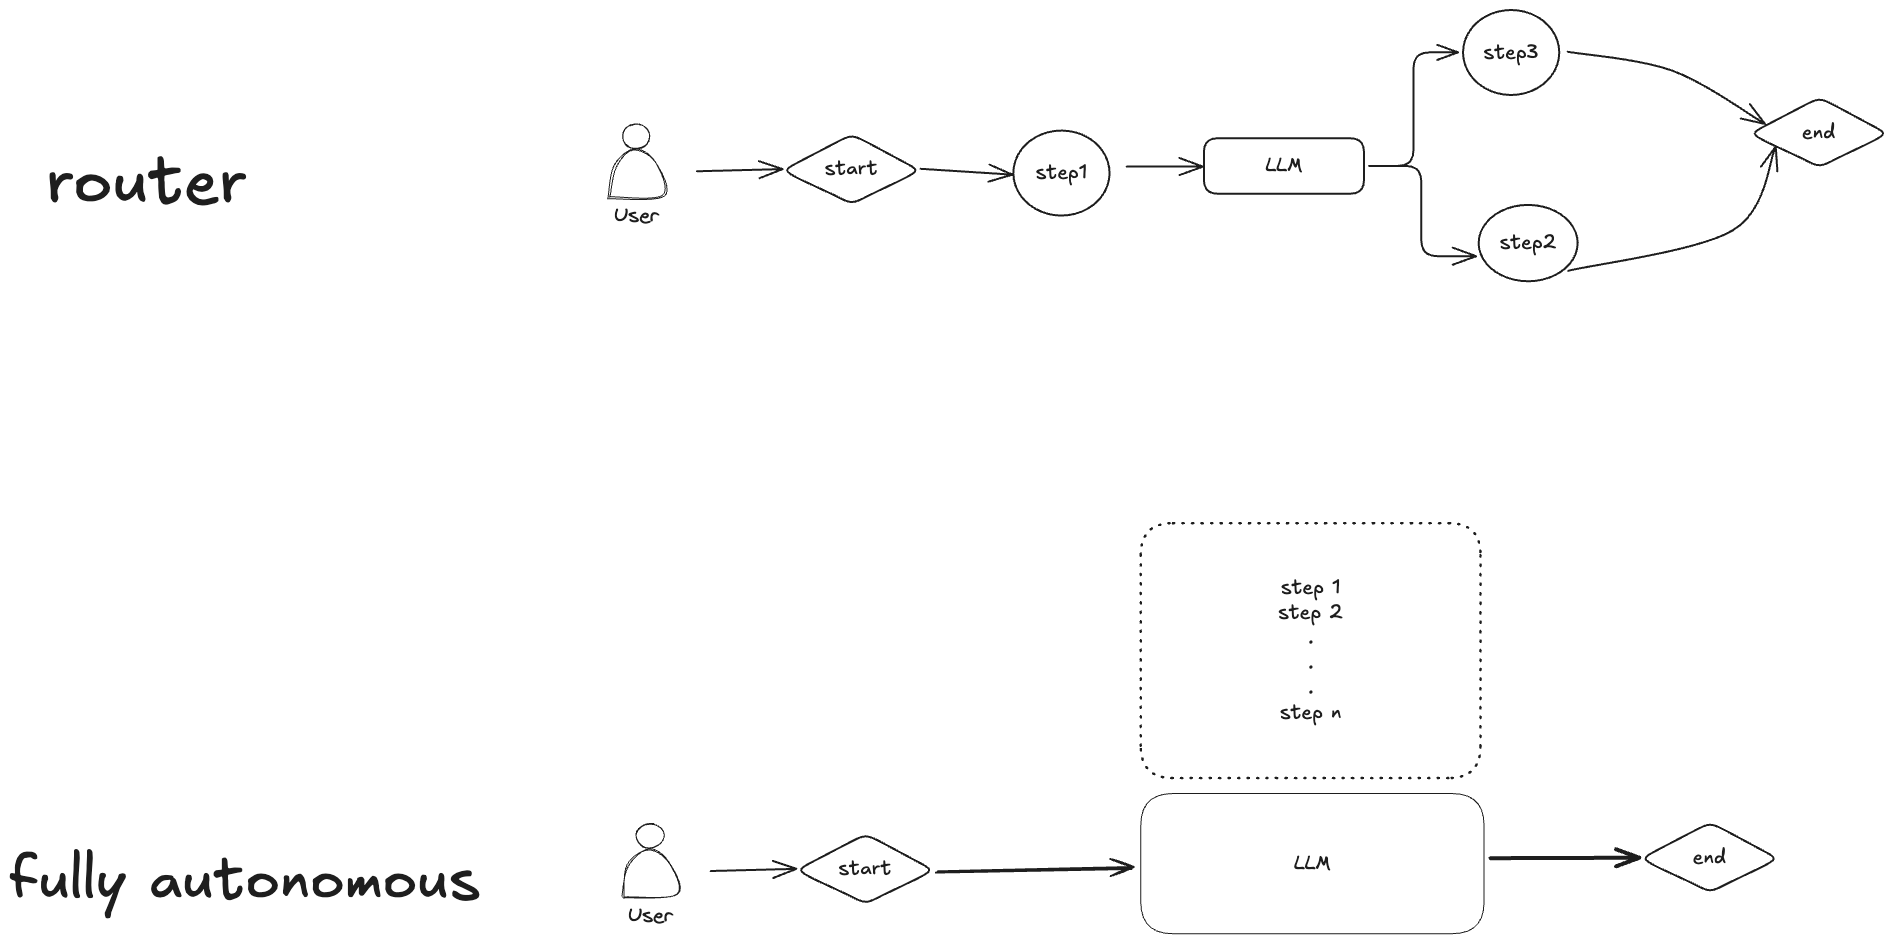 router
User
start
step1
LLM
step3
step2
end
step 1
step 2
.
.
.
step n
fully autonomous
User
start
LLM
end